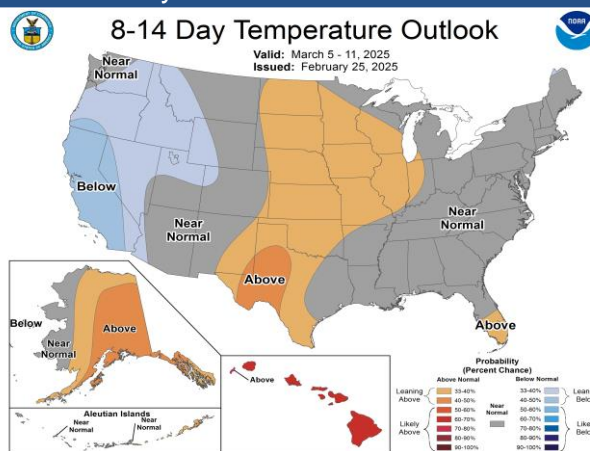 8-14 Day Temperature Outlook
Valid: March 5 - 11, 2025
Issued: February 25, 2025
NOAA
Near
Normal
Below
Near
Normal
Near
Normal
Above
Above
Below
Near
Normal
Above
Above
Aleutian Islands
Near
Normal
Near
Normal
Probability
(Percent Chance)
Above Normal
Below Normal
Leaning
Above
Likely
Above
33-40%
40-50%
50-60%
60-70%
70-80%
80-90%
90-100%
Near
Normal
33-40%
40-50%
50-60%
60-70%
70-80%
80-90%
90-100%